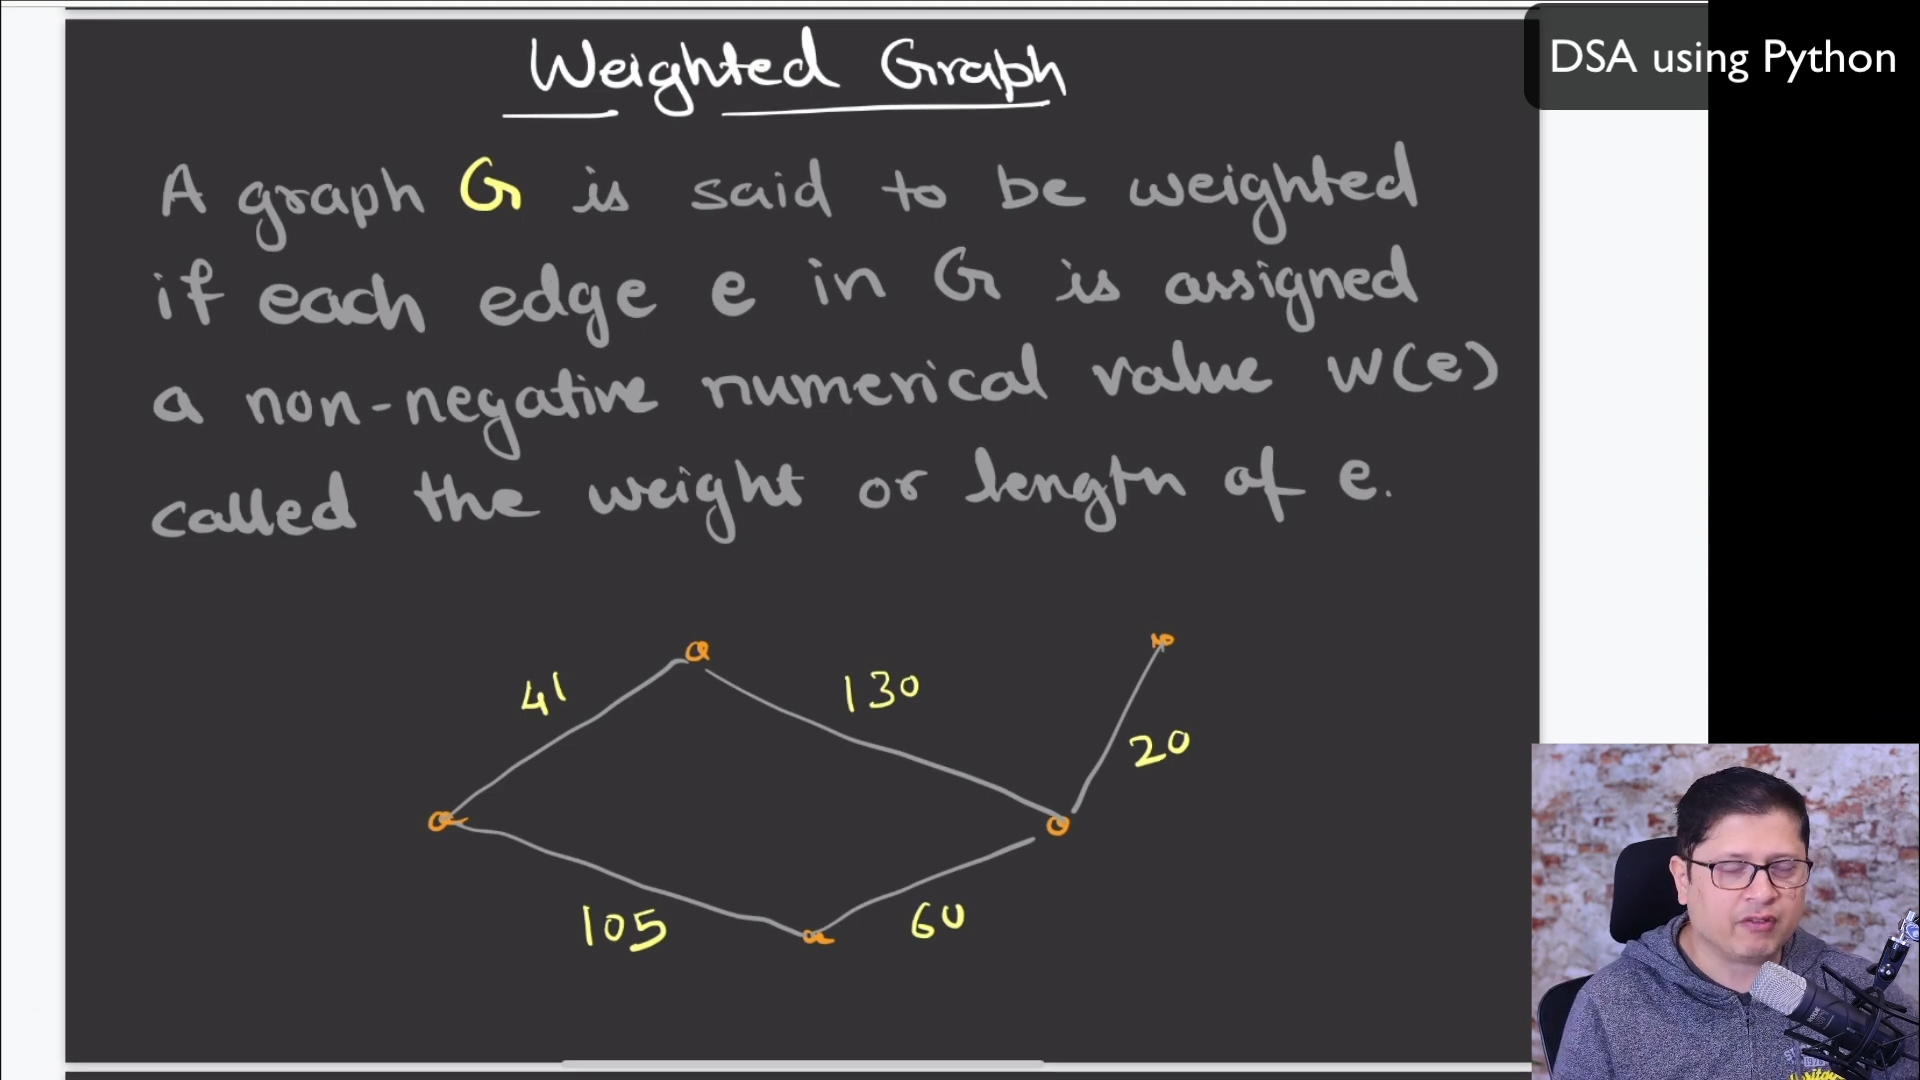 Weighted Graph
DSA using Python
A graph G is said to be weighted
if each edge e in G is assigned
a non-negative numerical value W(e)
called the weight or length of e.
41
130
20
105
60